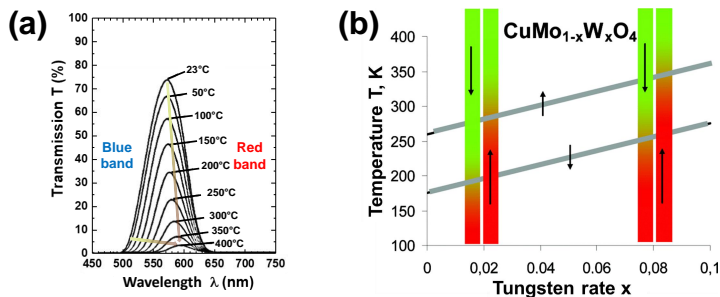 (a)
Transmission T (%)
100
90
80
70
60
50
40
30
20
10
0
23°C
50°C
100°C
150°C
200°C
250°C
300°C
350°C
400°C
Blue
band
Red
band
450 500 550 600 650 700 750
Wavelength λ (nm)
(b)
CuMo1-xWxO4
Temperature T, K
400
350
300
250
200
150
100
0 0,02 0.04 0.06 0,08 0,1
Tungsten rate x